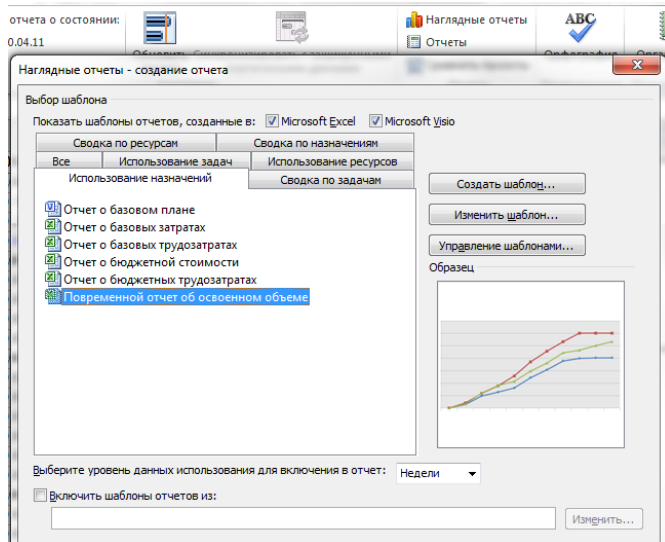 отчета о состоянии:
0.04.11
Наглядные отчеты
Отчеты
ABC
Наглядные отчеты - создание отчета
Выбор шаблона
Показать шаблоны отчетов, созданные в: Microsoft Excel Microsoft Visio
Сводка по ресурсам Сводка по назначениям
Все Использование задач Использование ресурсов
Использование назначений Сводка по задачам
Отчет о базовом плане
Отчет о базовых затратах
Отчет о базовых трудозатратах
Отчет о бюджетной стоимости
Отчет о бюджетных трудозатратах
Повременной отчет об освоенном объеме
Создать шаблон...
Изменить шаблон...
Управление шаблонами...
Образец
Выберите уровень данных использования для включения в отчет: Недели
Включить шаблоны отчетов из:
Изменить...